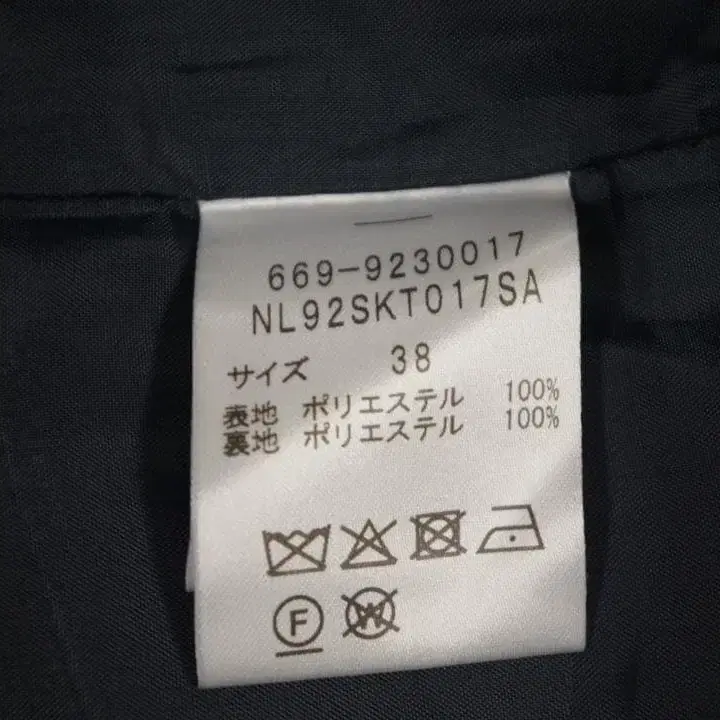 669-9230017
NL92SKT017SA
サイズ 38
表地 ポリエステル 100%
裏地 ポリエステル 100%
F
W